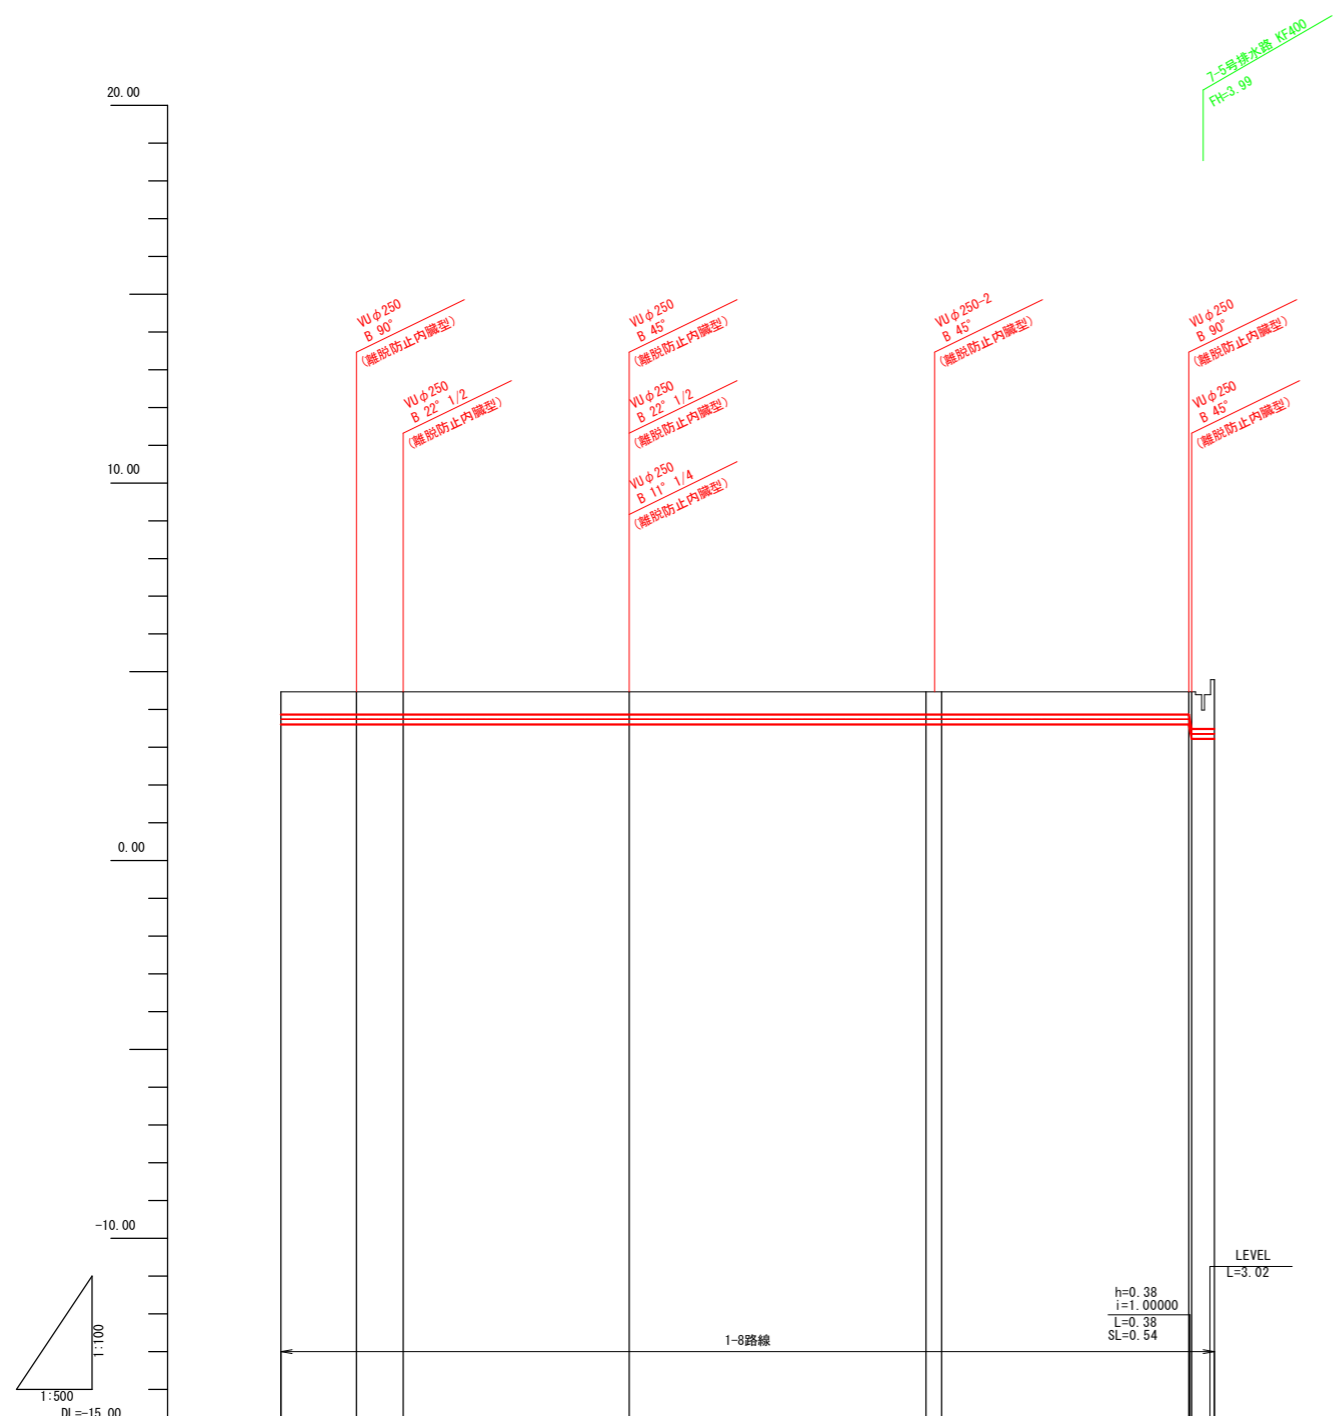 7-5号排水路 KF400
FH=3.99
20.00
VUφ250
B 90°
(離脱防止内臓型)
VUφ250
B 22° 1/2
(離脱防止内臓型)
VUφ250
B 45°
(離脱防止内臓型)
VUφ250
B 22° 1/2
(離脱防止内臓型)
VUφ250
B 11° 1/4
(離脱防止内臓型)
VUφ250-2
B 45°
(離脱防止内臓型)
VUφ250
B 90°
(離脱防止内臓型)
VUφ250
B 45°
(離脱防止内臓型)
10.00
0.00
-10.00
LEVEL
L=3.02
h=0.38
i=1.00000
L=0.38
SL=0.54
1-8路線
1:100
1:500
DL=-15.00